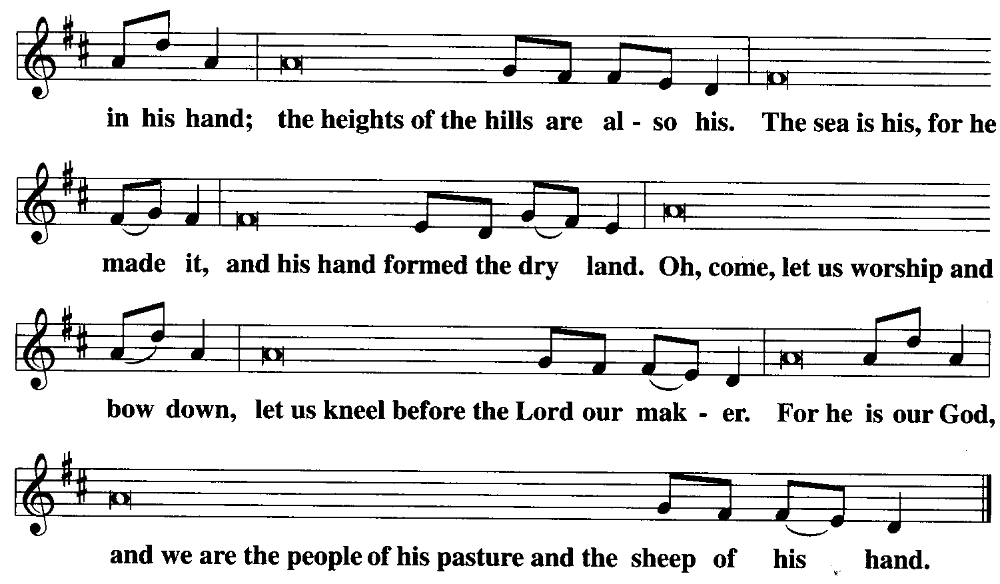 in his hand; the heights of the hills are al - so his. The sea is his, for he
made it, and his hand formed the dry land. Oh, come, let us worship and
bow down, let us kneel before the Lord our mak - er. For he is our God,
and we are the people of his pasture and the sheep of his hand.